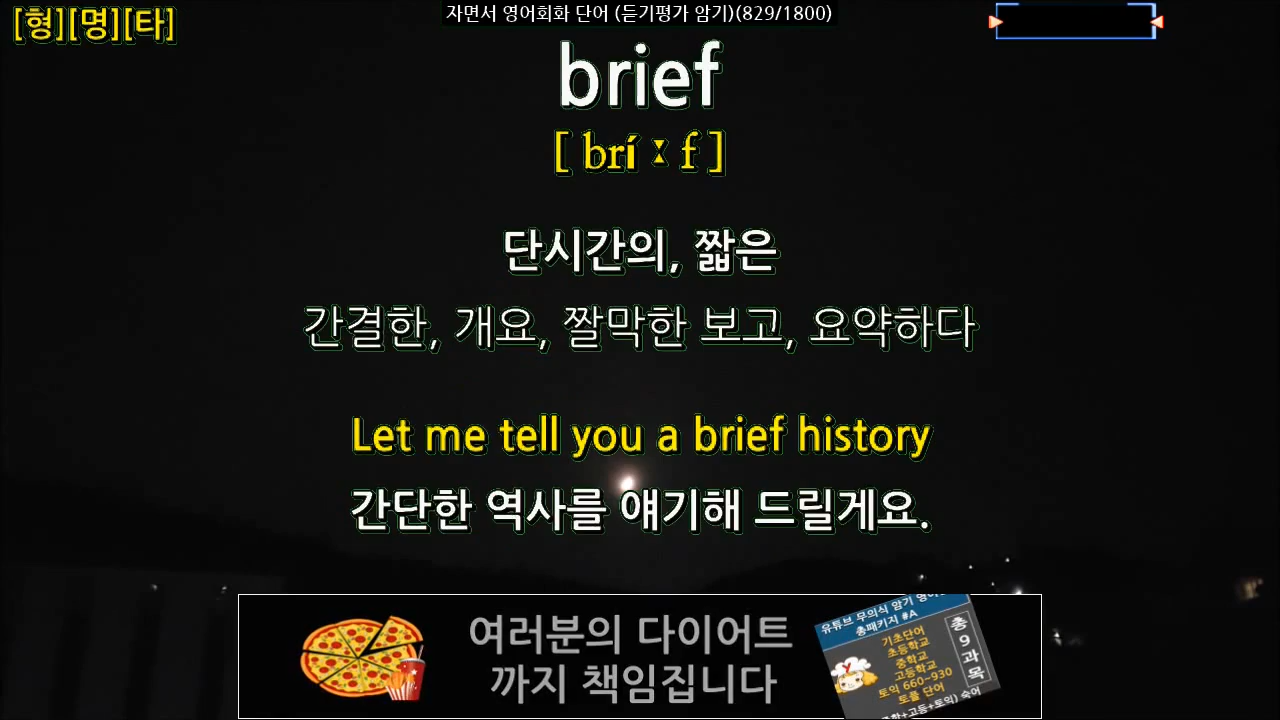 [형][명][타]
자면서 영어회화 단어 (듣기평가 암기)(829/1800)
brief
[ brí ː f ]
단시간의, 짧은
간결한, 개요, 짤막한 보고, 요약하다
Let me tell you a brief history
간단한 역사를 얘기해 드릴게요.
여러분의 다이어트
까지 책임집니다
유튜브 무의식 암기
총패키지 #A
기초단어
초등학교
중학교
고등학교
토익 660~930
토플 단어
고등+토익) 숙어
총9과목